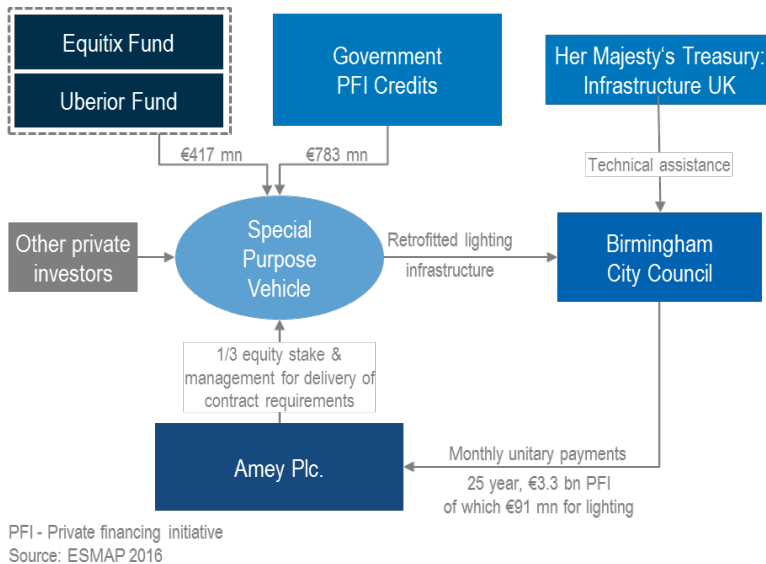 Equitix Fund
Uberior Fund
Government
PFI Credits
Her Majesty‘s Treasury:
Infrastructure UK
€417 mn
€783 mn
Technical assistance
Other private
investors
Special
Purpose
Vehicle
Retrofitted lighting
infrastructure
Birmingham
City Council
1/3 equity stake &
management for delivery of
contract requirements
Amey Plc.
Monthly unitary payments
25 year, €3.3 bn PFI
of which €91 mn for lighting
PFI - Private financing initiative
Source: ESMAP 2016